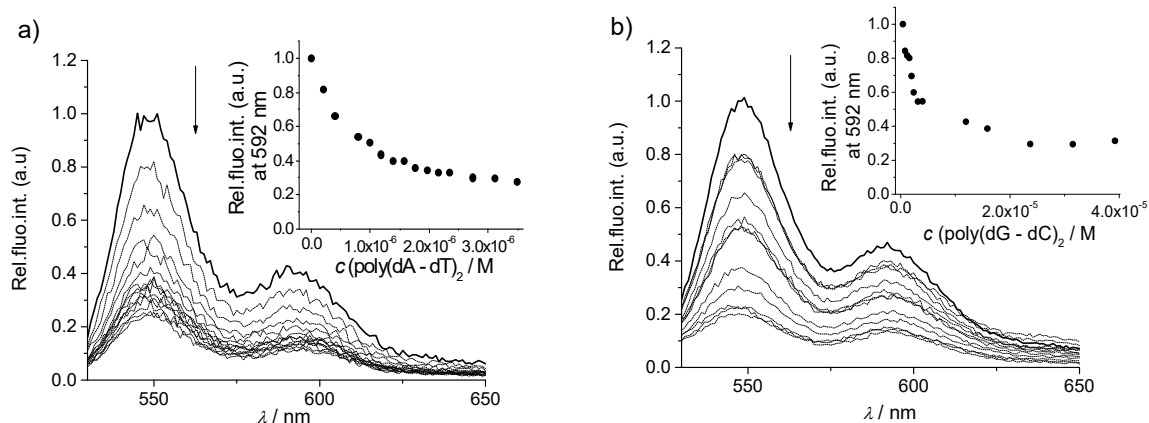 a)
Rel.fluo.int. (a.u)
1.2
1.0
0.8
0.6
0.4
0.2
0.0
550
600
650
λ / nm
Rel.fluo.int. (a.u.)
at 592 nm
1.0
0.8
0.6
0.4
0.2
0.0
0.0
1.0x10-6
2.0x10-6
3.0x10-6
c (poly(dA - dT)2 / M
b)
Rel.fluo.int. (a.u.)
1.2
1.0
0.8
0.6
0.4
0.2
0.0
550
600
650
λ / nm
Rel.fluo.int. (a.u.)
at 592 nm
1.0
0.8
0.6
0.4
0.2
0.0
0.0
2.0x10-5
4.0x10-5
c (poly(dG - dC)2 / M